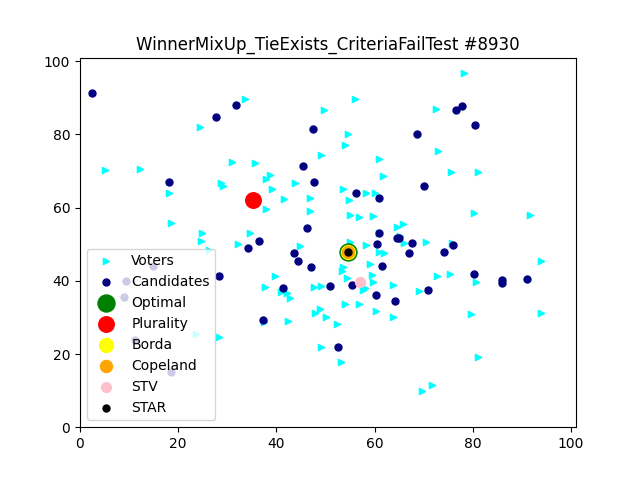 WinnerMixUp_TieExists_CriteriaFailTest #8930
100
80
60
40
20
0
Voters
Candidates
Optimal
Plurality
Borda
Copeland
STV
STAR
0 20 40 60 80 100